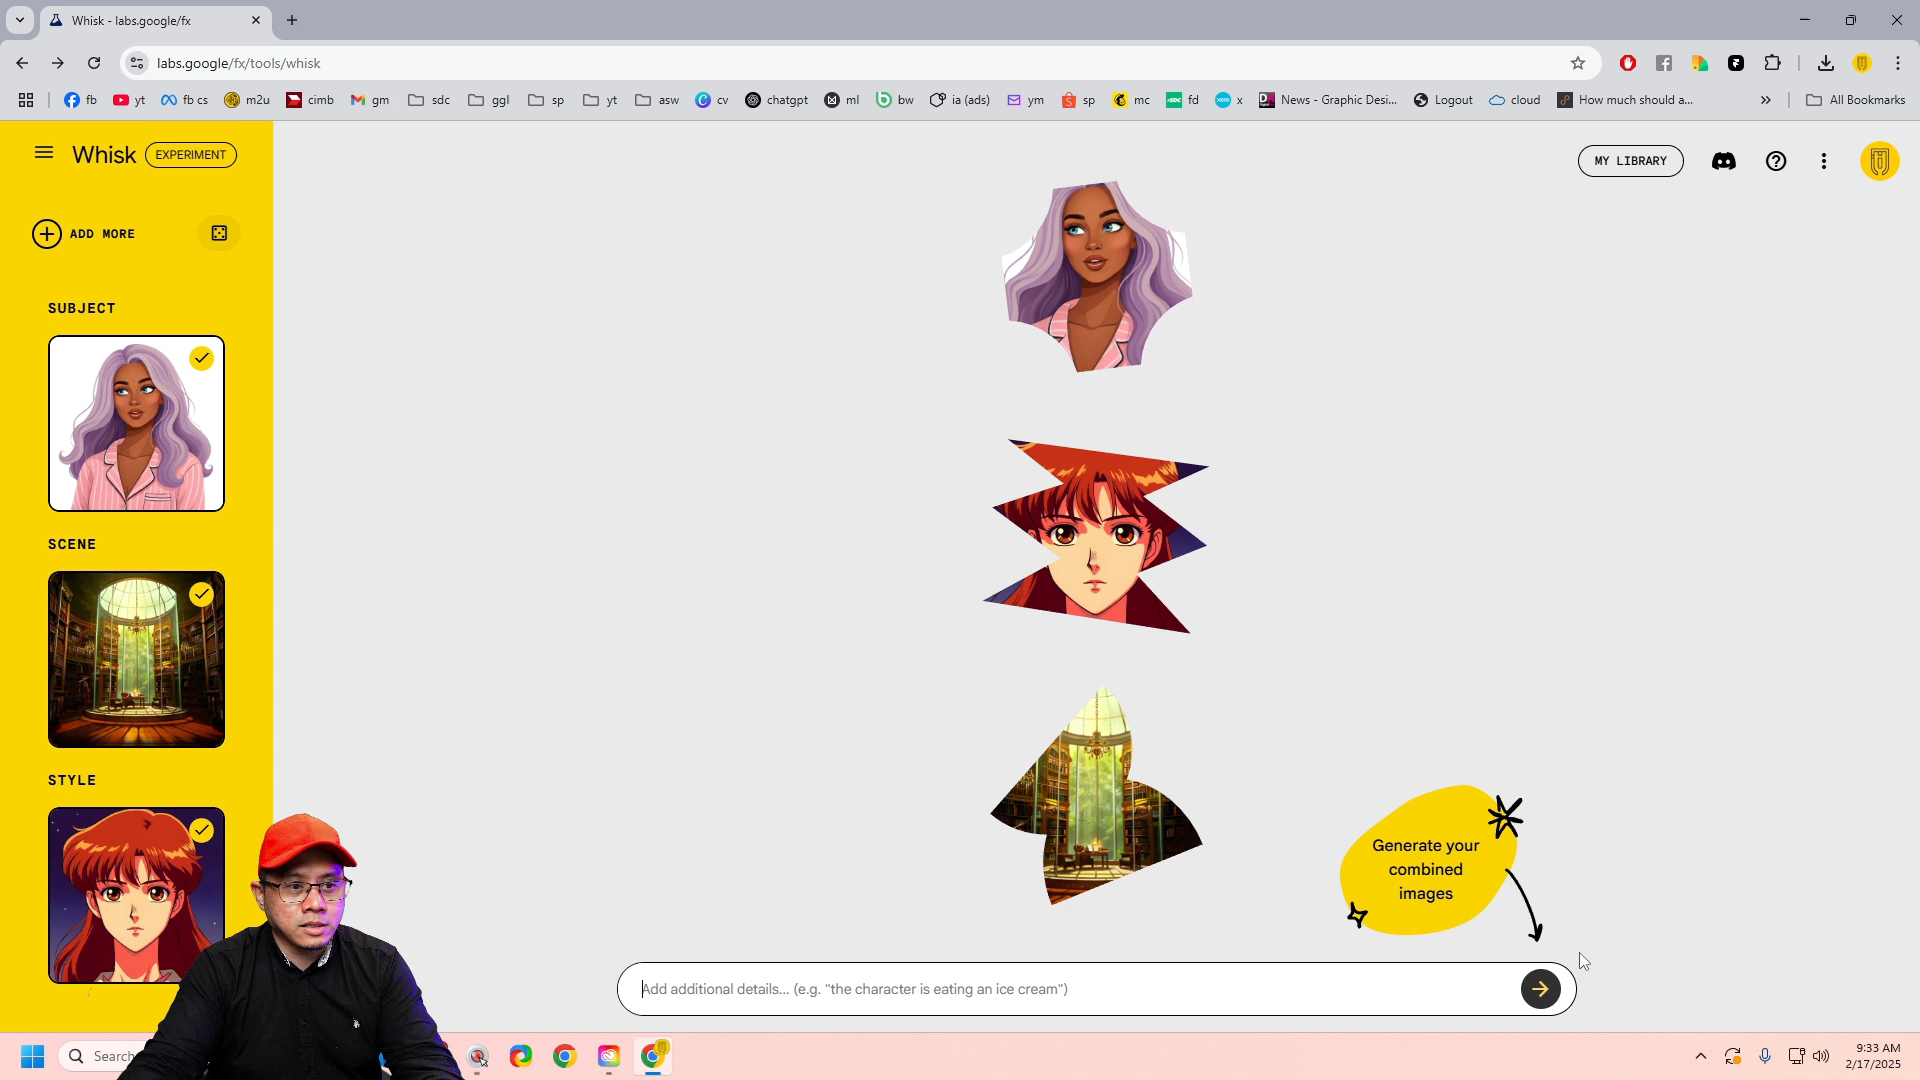 Whisk - labs.google/fx
labs.google/fx/tools/whisk
fb
yt
fb cs
m2u
cimb
gm
sdc
ggl
sp
yt
asw
cv
chatgpt
ml
bw
ia (ads)
ym
sp
mc
fd
x
News - Graphic Desi...
Logout
cloud
How much should a...
All Bookmarks
Whisk EXPERIMENT
MY LIBRARY
ADD MORE
SUBJECT
SCENE
STYLE
Generate your
combined
images
Add additional details... (e.g. "the character is eating an ice cream")
Search
9:33 AM
2/17/2025